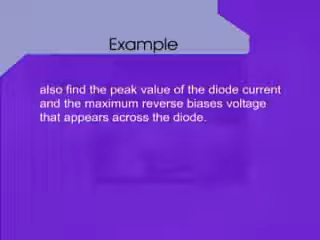 Example
also find the peak value of the diode current
and the maximum reverse biases voltage
that appears across the diode.